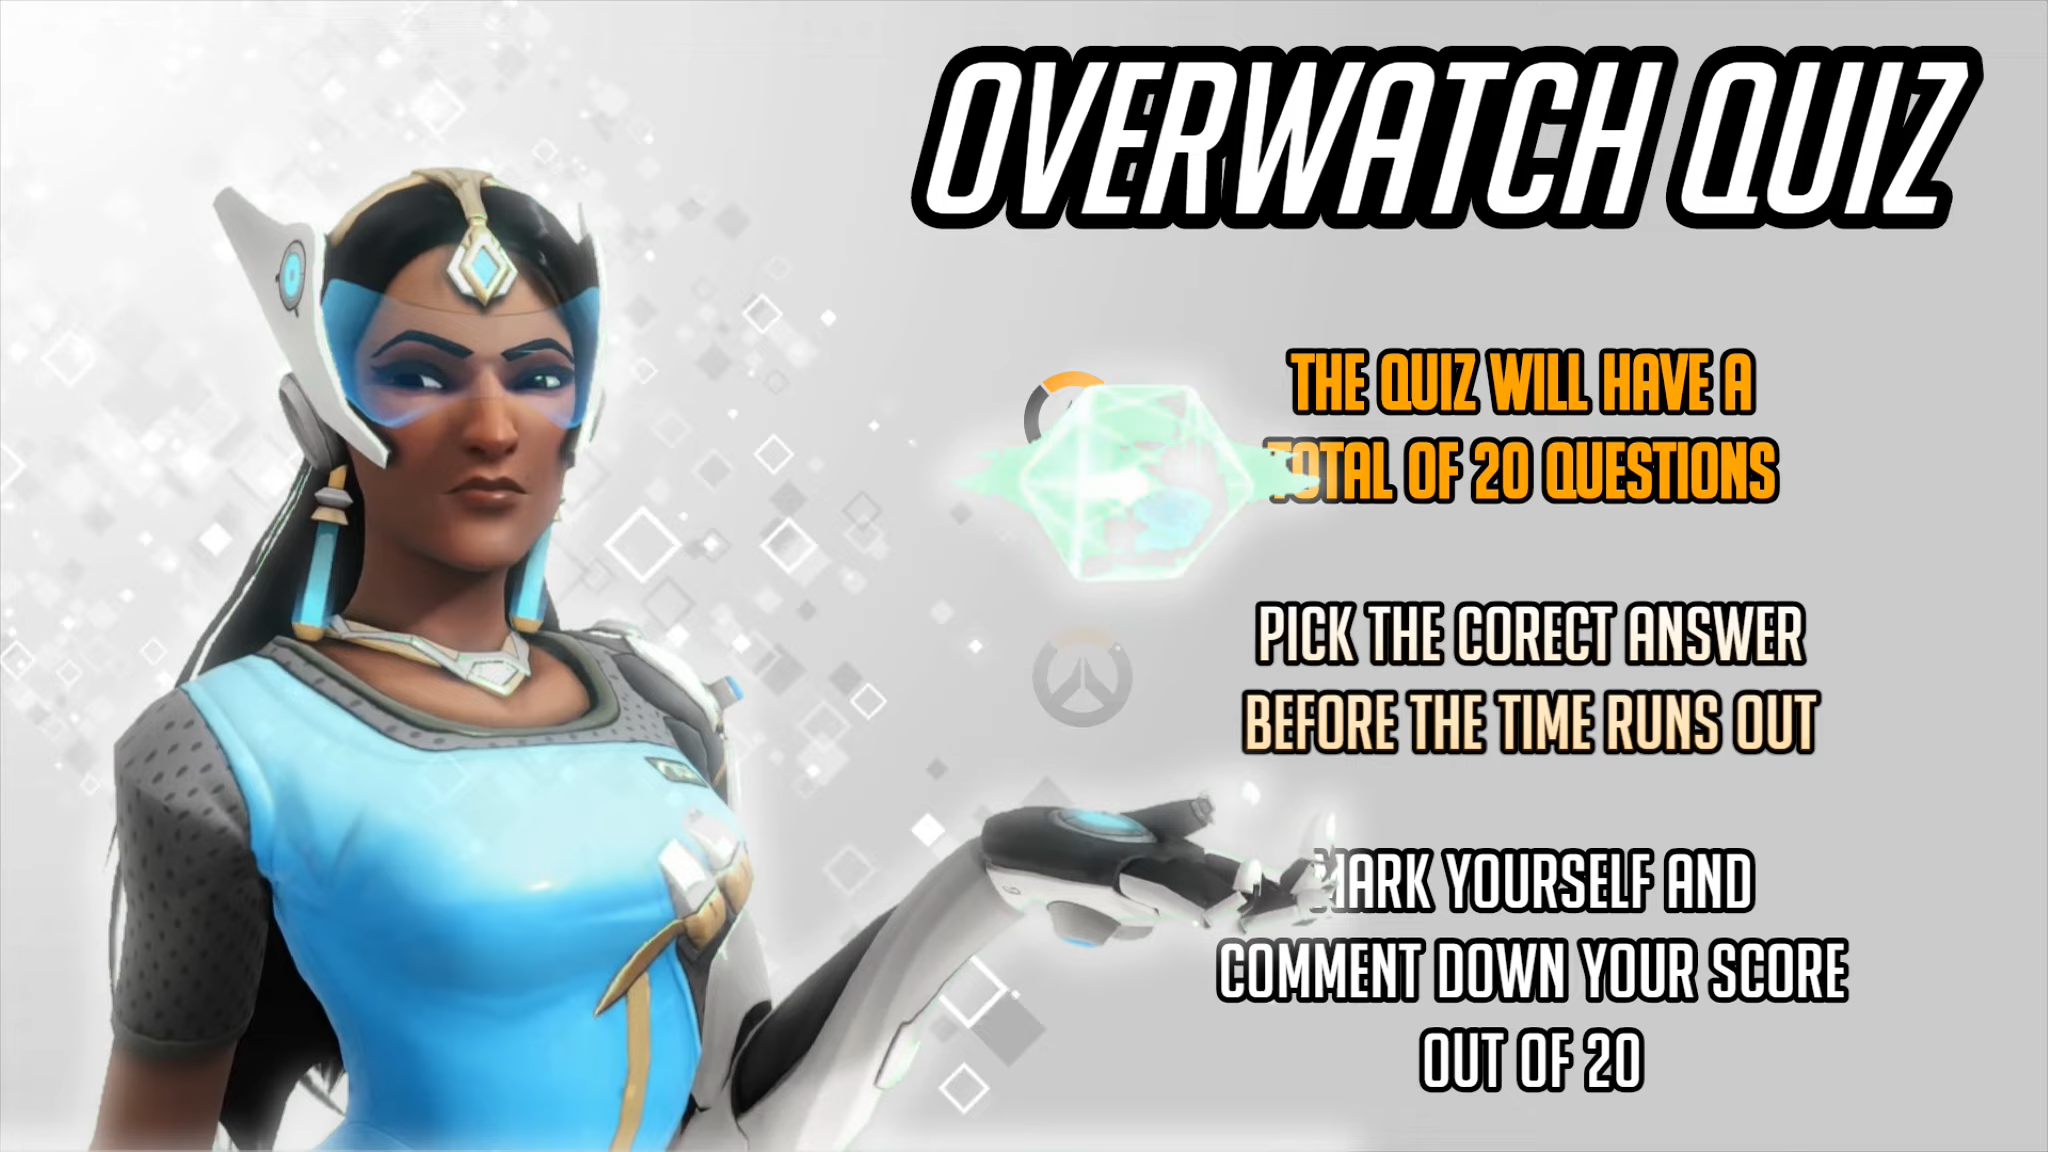 OVERWATCH QUIZ
THE QUIZ WILL HAVE A
TOTAL OF 20 QUESTIONS
PICK THE CORECT ANSWER
BEFORE THE TIME RUNS OUT
MARK YOURSELF AND
COMMENT DOWN YOUR SCORE
OUT OF 20